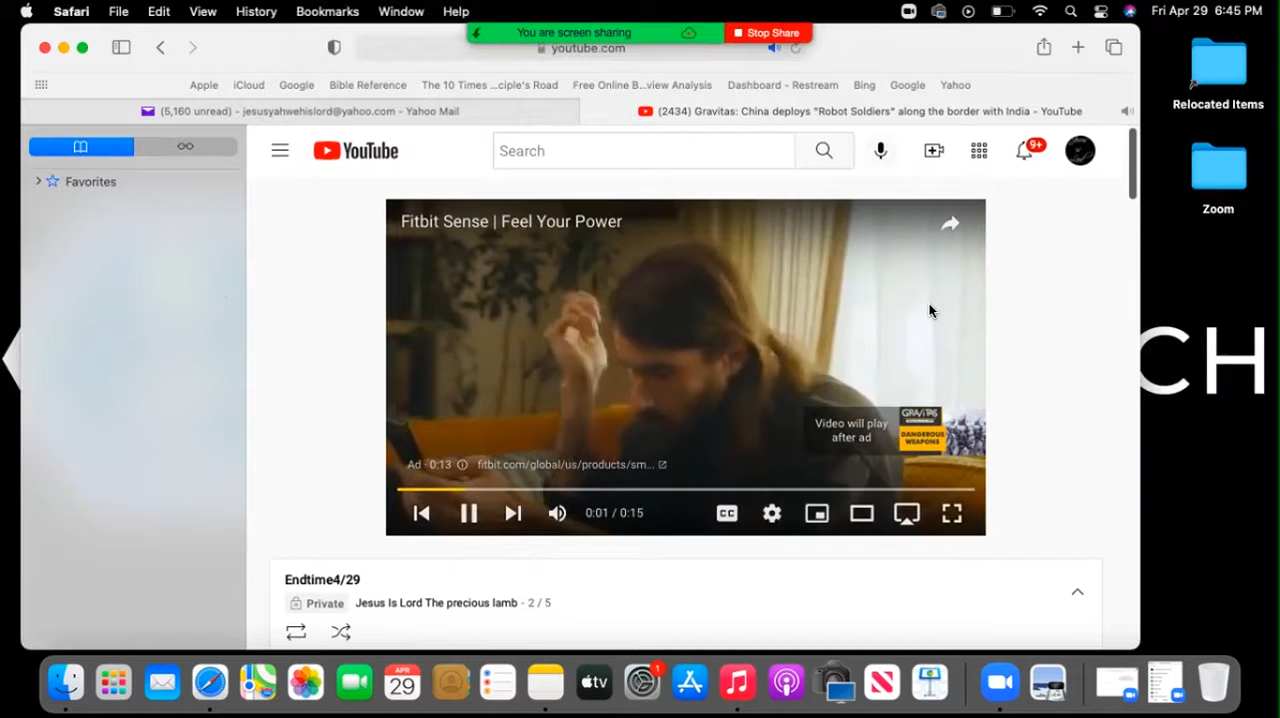 Safari File Edit View History Bookmarks Window Help Fri Apr 29 6:45 PM
You are screen sharing Stop Share
youtube.com
Apple iCloud Google Bible Reference The 10 Times ...ciple's Road Free Online B...view Analysis Dashboard - Restream Bing Google Yahoo
(5,160 unread) - jesusyahwehislord@yahoo.com - Yahoo Mail (2434) Gravitas: China deploys "Robot Soldiers" along the border with India - YouTube
Relocated Items
YouTube Search 9+
Favorites
Zoom
Fitbit Sense | Feel Your Power
CH
Video will play
after ad
GRAVITAS
DANGEROUS
WEAPONS
Ad · 0:13 fitbit.com/global/us/products/sm...
0:01 / 0:15 CC
Endtime4/29
Private Jesus Is Lord The precious lamb - 2 / 5
APR
29
tv
1